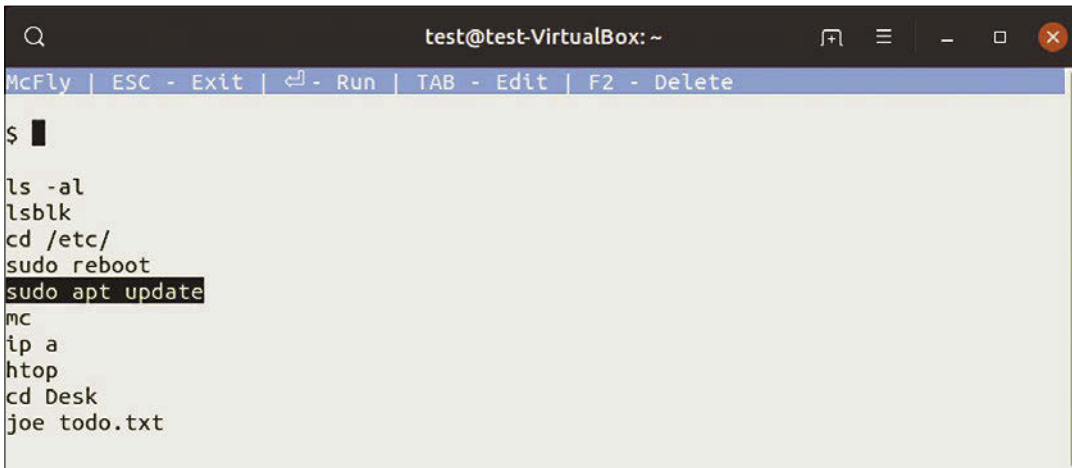 test@test-VirtualBox: ~
McFly | ESC - Exit | ⏎ - Run | TAB - Edit | F2 - Delete
$
ls -al
lsblk
cd /etc/
sudo reboot
sudo apt update
mc
ip a
htop
cd Desk
joe todo.txt